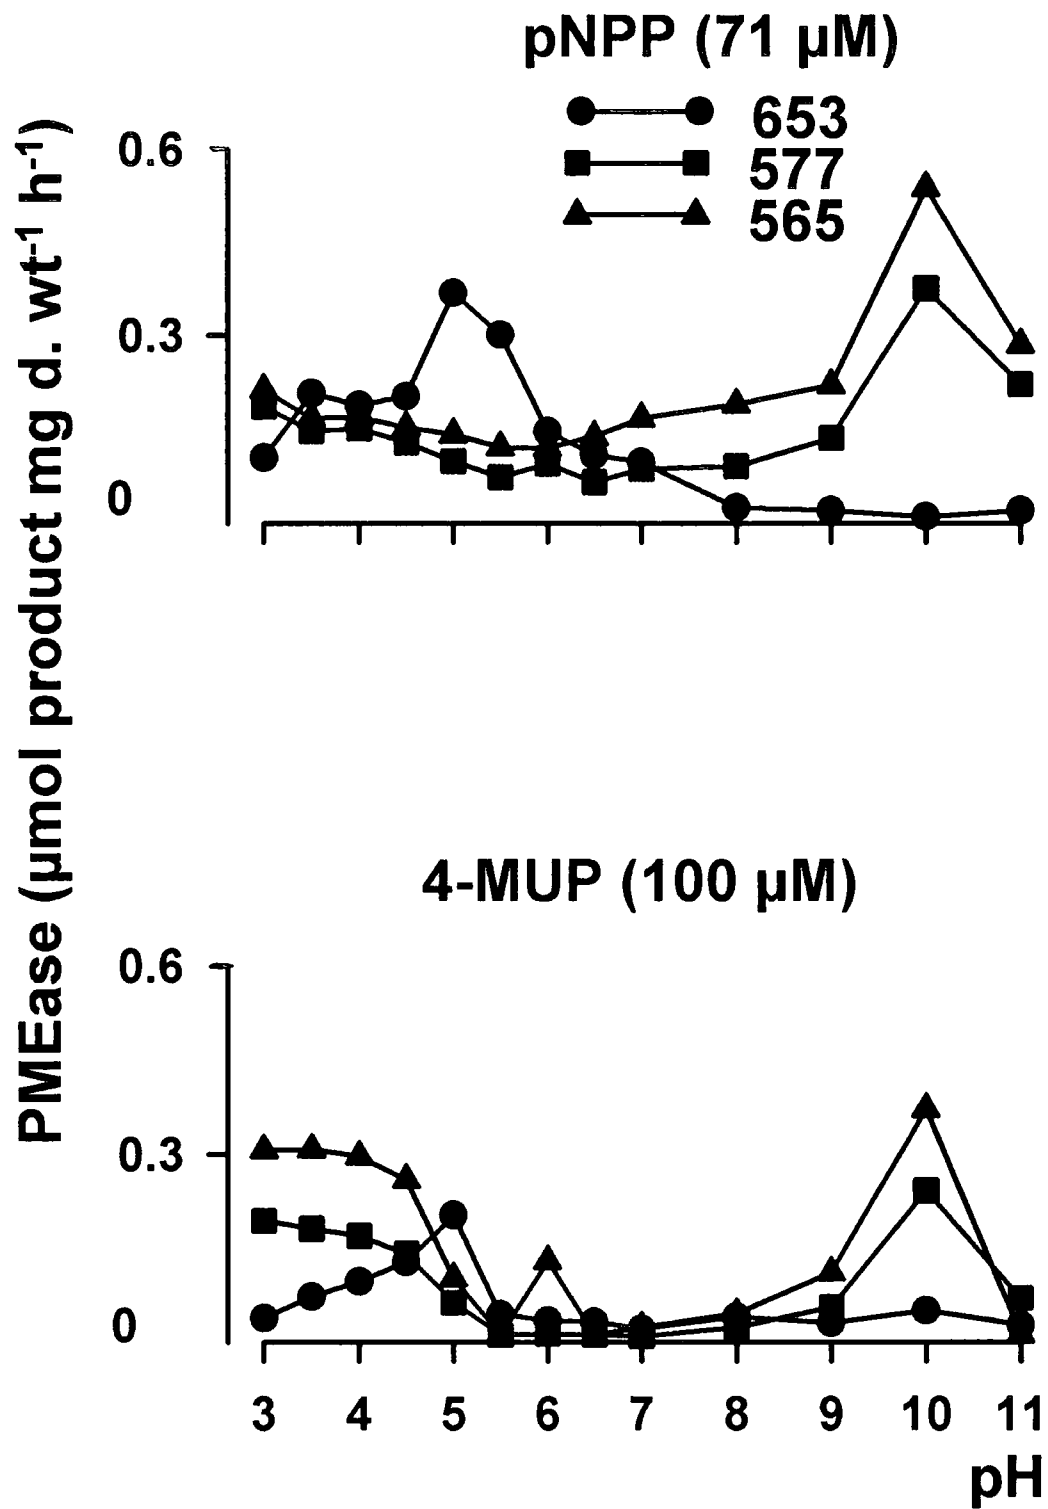 pNPP (71 µM)
653
577
565
0.6
0.3
0
PMEase (µmol product mg d. wt-1 h-1)
4-MUP (100 µM)
0.6
0.3
0
3 4 5 6 7 8 9 10 11
pH